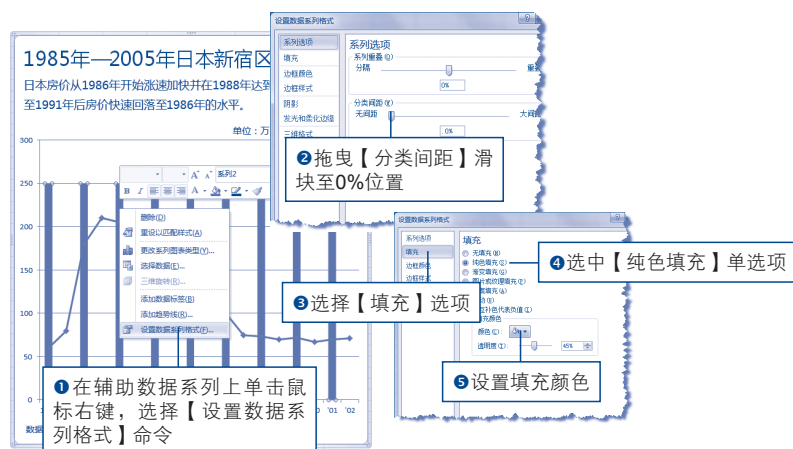 1985年—2005年日本新宿区
日本房价从1986年开始涨速加快并在1988年达到
至1991年后房价快速回落至1986年的水平。
单位：万
300
250
200
150
100
50
0
'01 '02
数据
系列2
A A
B I A
删除(D)
重设以匹配样式(A)
更改系列图表类型(Y)...
选择数据(E)...
三维旋转(R)...
添加数据标签(B)
添加趋势线(R)...
设置数据系列格式(F)...
❶在辅助数据系列上单击鼠
标右键，选择【设置数据系
列格式】命令
设置数据系列格式
系列选项
填充
边框颜色
边框样式
阴影
发光和柔化边缘
三维格式
系列选项
系列重叠(O)
分隔
0%
分类间距(W)
无间距
大间距
0%
❷拖曳【分类间距】滑
块至0%位置
设置数据系列格式
系列选项
填充
边框颜色
边框样式
填充
无填充(N)
纯色填充(S)
渐变填充(G)
图片或纹理填充(P)
填充颜色
颜色(C):
透明度(T):
45%
❸选择【填充】选项
❹选中【纯色填充】单选项
❺设置填充颜色